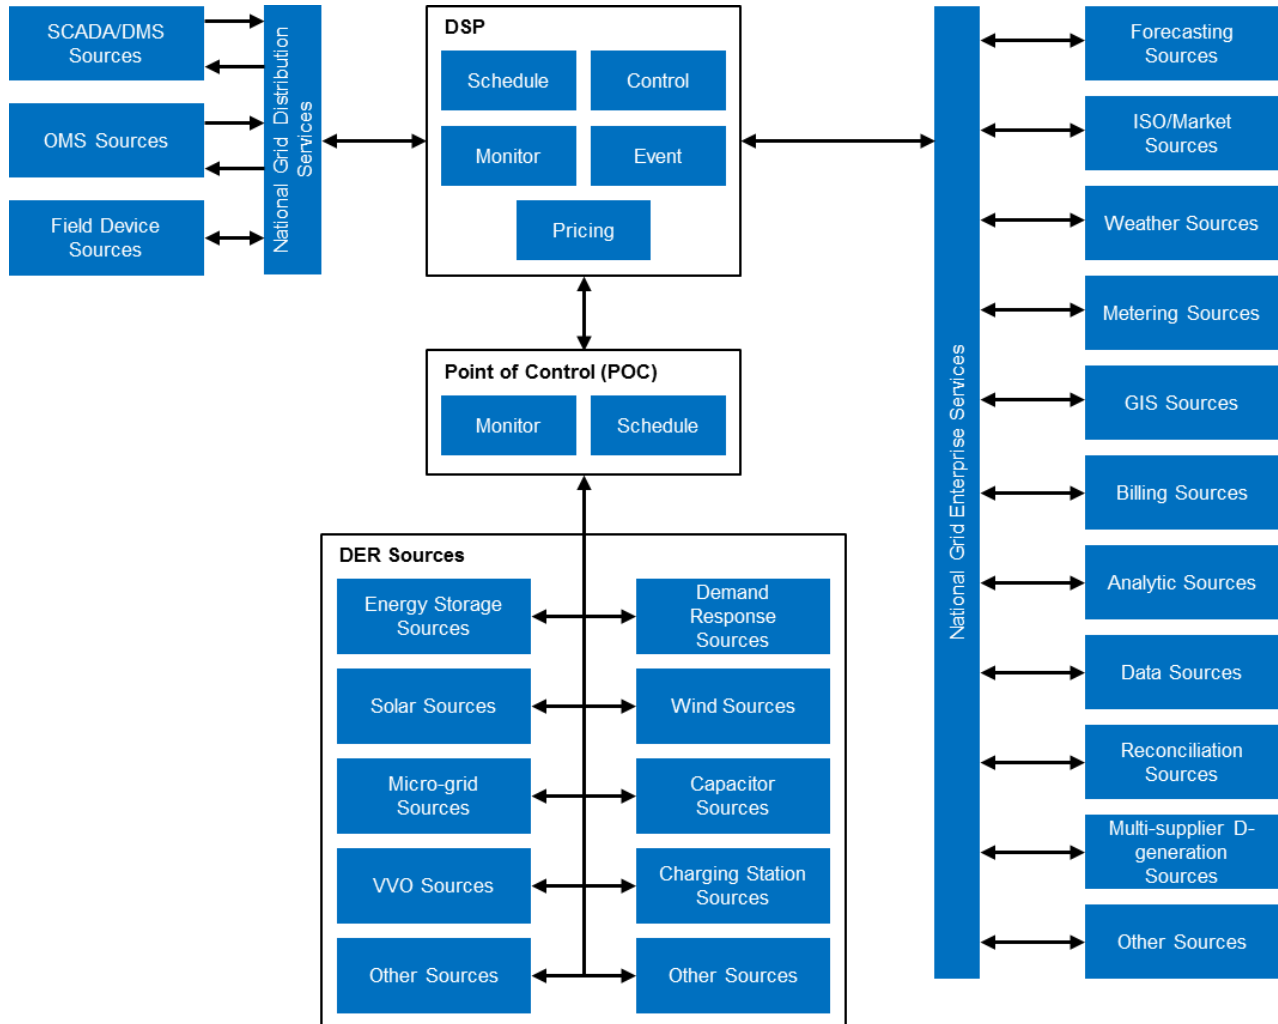 SCADA/DMS
Sources
OMS Sources
Field Device
Sources
National Grid Distribution
Services
DSP
Schedule
Control
Monitor
Event
Pricing
Point of Control (POC)
Monitor
Schedule
DER Sources
Energy Storage
Sources
Demand
Response
Sources
Solar Sources
Wind Sources
Micro-grid
Sources
Capacitor
Sources
VVO Sources
Charging Station
Sources
Other Sources
Other Sources
National Grid Enterprise Services
Forecasting
Sources
ISO/Market
Sources
Weather Sources
Metering Sources
GIS Sources
Billing Sources
Analytic Sources
Data Sources
Reconciliation
Sources
Multi-supplier D-
generation
Sources
Other Sources